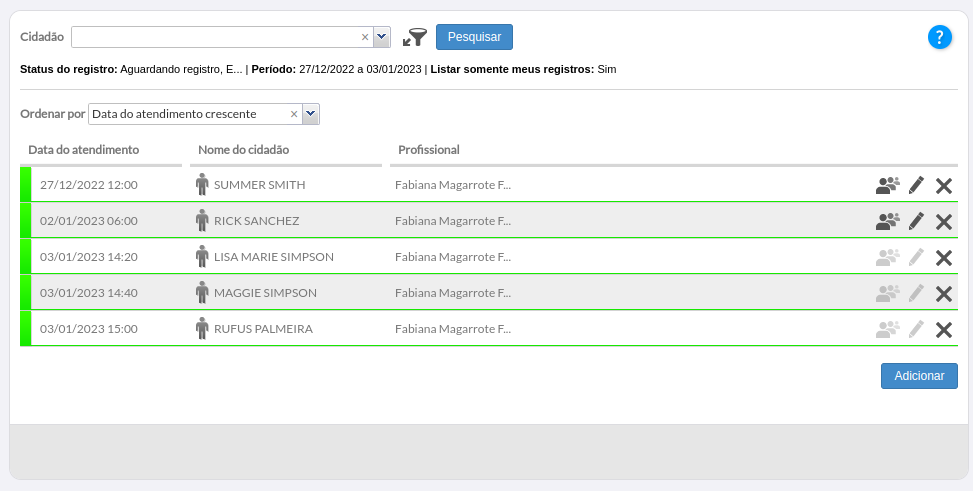 Cidadão × Pesquisar ?
Status do registro: Aguardando registro, E... | Período: 27/12/2022 a 03/01/2023 | Listar somente meus registros: Sim
Ordenar por Data do atendimento crescente ×
Data do atendimento Nome do cidadão Profissional
27/12/2022 12:00 SUMMER SMITH Fabiana Magarrote F...
02/01/2023 06:00 RICK SANCHEZ Fabiana Magarrote F...
03/01/2023 14:20 LISA MARIE SIMPSON Fabiana Magarrote F...
03/01/2023 14:40 MAGGIE SIMPSON Fabiana Magarrote F...
03/01/2023 15:00 RUFUS PALMEIRA Fabiana Magarrote F...
Adicionar